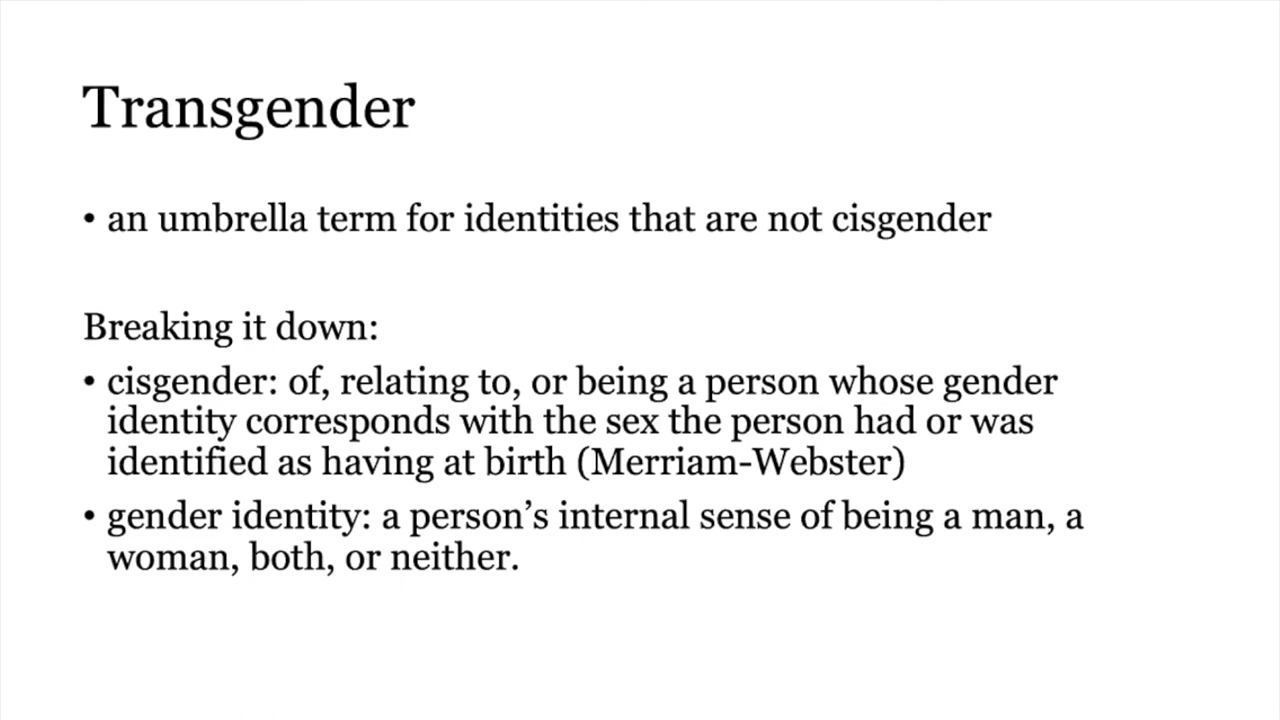 Transgender
• an umbrella term for identities that are not cisgender
Breaking it down:
• cisgender: of, relating to, or being a person whose gender
identity corresponds with the sex the person had or was
identified as having at birth (Merriam-Webster)
• gender identity: a person’s internal sense of being a man, a
woman, both, or neither.